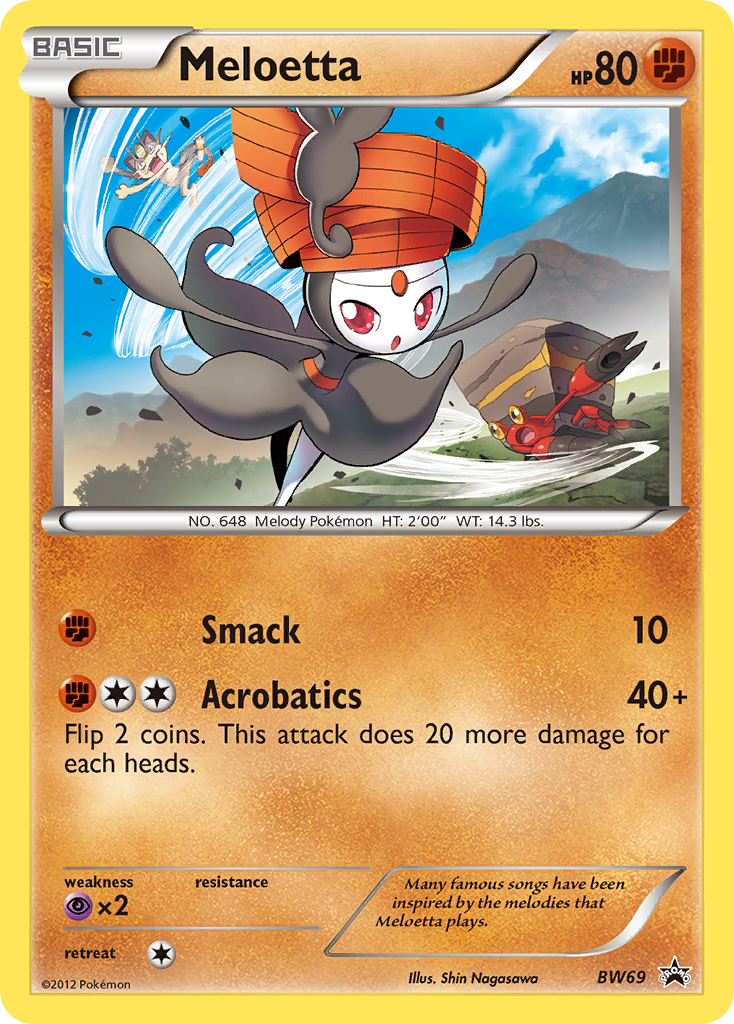 BASIC
Meloetta
HP80
NO. 648 Melody Pokémon HT: 2'00" WT: 14.3 lbs.
Smack 10
Acrobatics 40+
Flip 2 coins. This attack does 20 more damage for
each heads.
weakness resistance
×2
Many famous songs have been
inspired by the melodies that
Meloetta plays.
retreat
©2012 Pokémon
Illus. Shin Nagasawa
BW69
PROMO